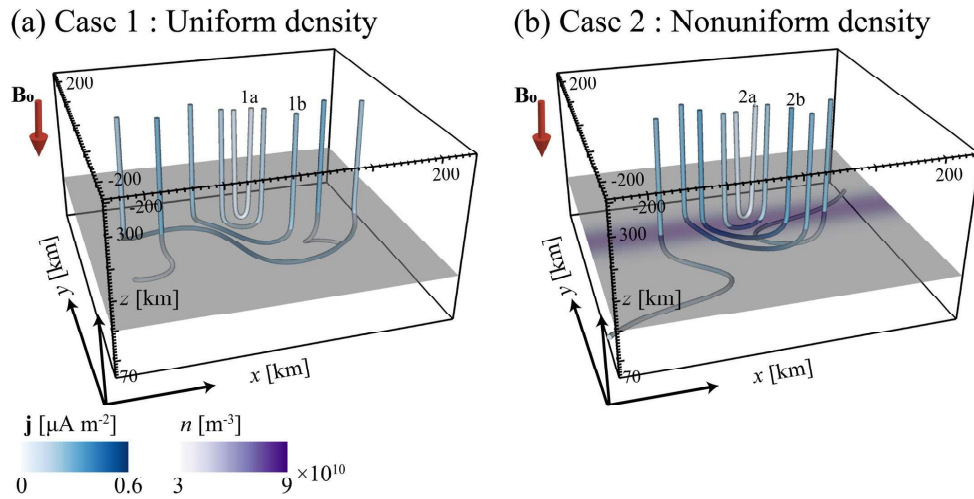 (a) Casc 1 : Uniform dcnsity
(b) Casc 2 : Nonuniform dcnsity
B₀
200
1a
1b
200
-200
-200
300
y [km]
z [km]
x [km]
70
B₀
200
2a
2b
200
-200
-200
300
y [km]
z [km]
x [km]
70
j [μA m⁻²]
n [m⁻³]
0
0.6
3
9
×10¹⁰